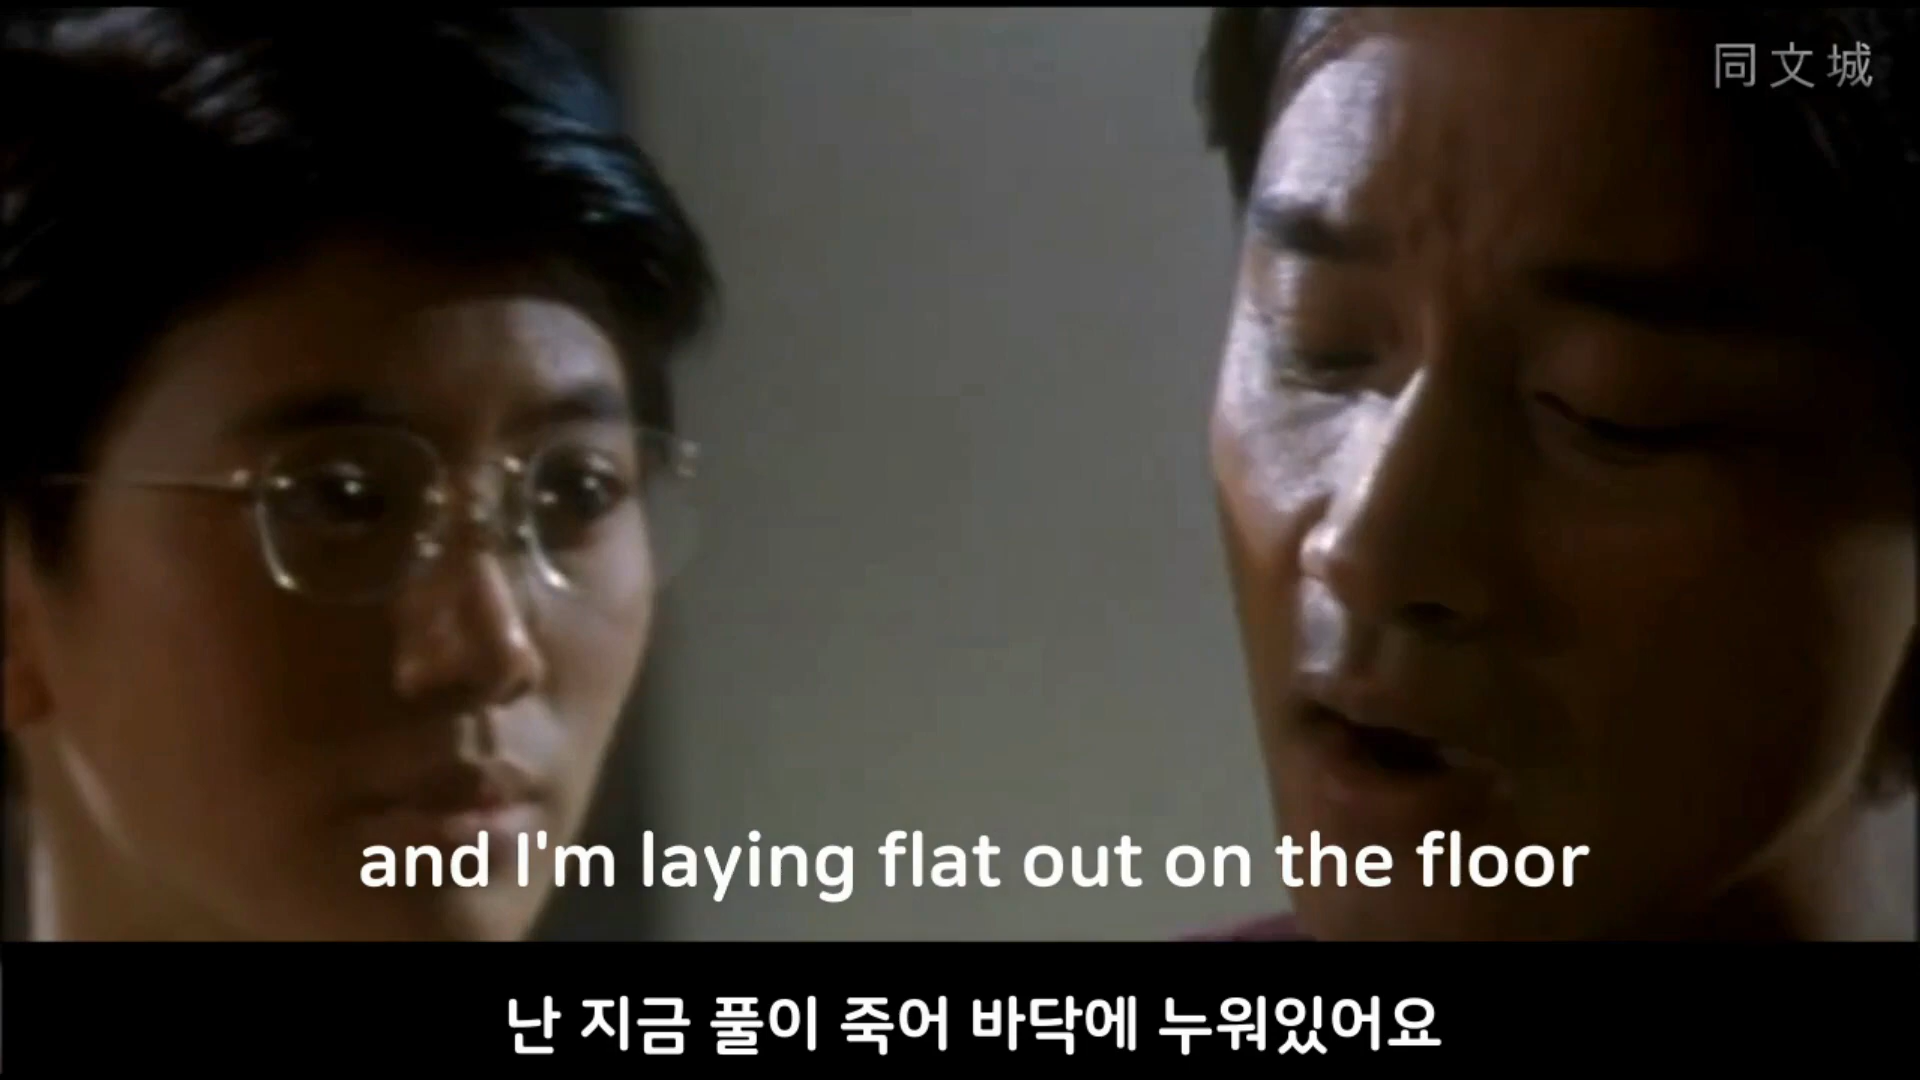 同文城
and I'm laying flat out on the floor
난 지금 풀이 죽어 바닥에 누워있어요